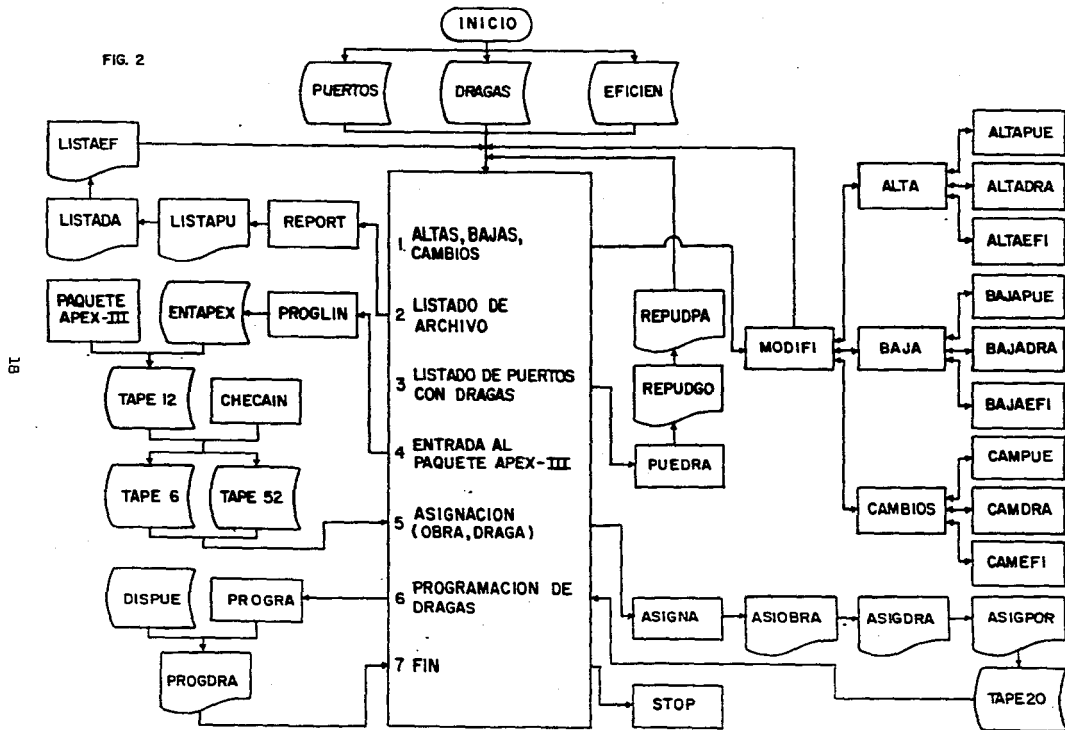 INICIO
FIG. 2
PUERTOS
DRAGAS
EFICIEN
LISTAEF
LISTADA
LISTAPU
REPORT
PAQUETE
APEX-III
ENTAPEX
PROGLIN
TAPE 12
CHECAIN
TAPE 6
TAPE 52
DISPUE
PROGRA
PROGDRA
1. ALTAS, BAJAS,
CAMBIOS
2 LISTADO DE
ARCHIVO
3 LISTADO DE PUERTOS
CON DRAGAS
4 ENTRADA AL
PAQUETE APEX-III
5 ASIGNACION
(OBRA, DRAGA)
6 PROGRAMACION DE
DRAGAS
7 FIN
REPUDPA
REPUDGO
PUEDRA
MODIFI
ALTA
ALTAPUE
ALTADRA
ALTAEFI
BAJA
BAJAPUE
BAJADRA
BAJAEFI
CAMBIOS
CAMPUE
CAMDRA
CAMEFI
ASIGNA
ASIOBRA
ASIGDRA
ASIGPOR
TAPE20
STOP
18